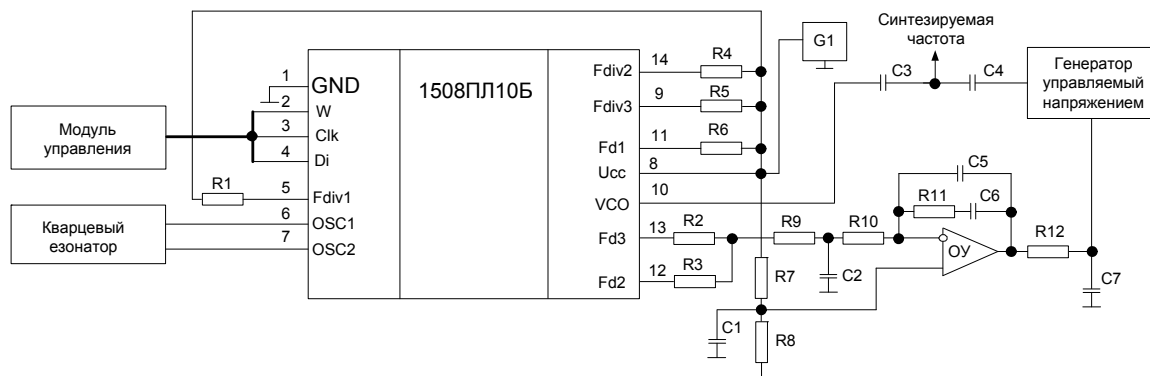 Модуль
управления
Кварцевый
езонатор
R1
1
2
3
4
5
6
7
GND
W
Clk
Di
Fdiv1
OSC1
OSC2
1508ПЛ10Б
Fdiv2
Fdiv3
Fd1
Ucc
VCO
Fd3
Fd2
14
9
11
8
10
13
12
R4
R5
R6
R2
R3
R9
R7
C1
R8
C2
R10
G1
Синтезируемая
частота
C3
C4
Генератор
управляемый
напряжением
C5
R11
C6
ОУ
R12
C7